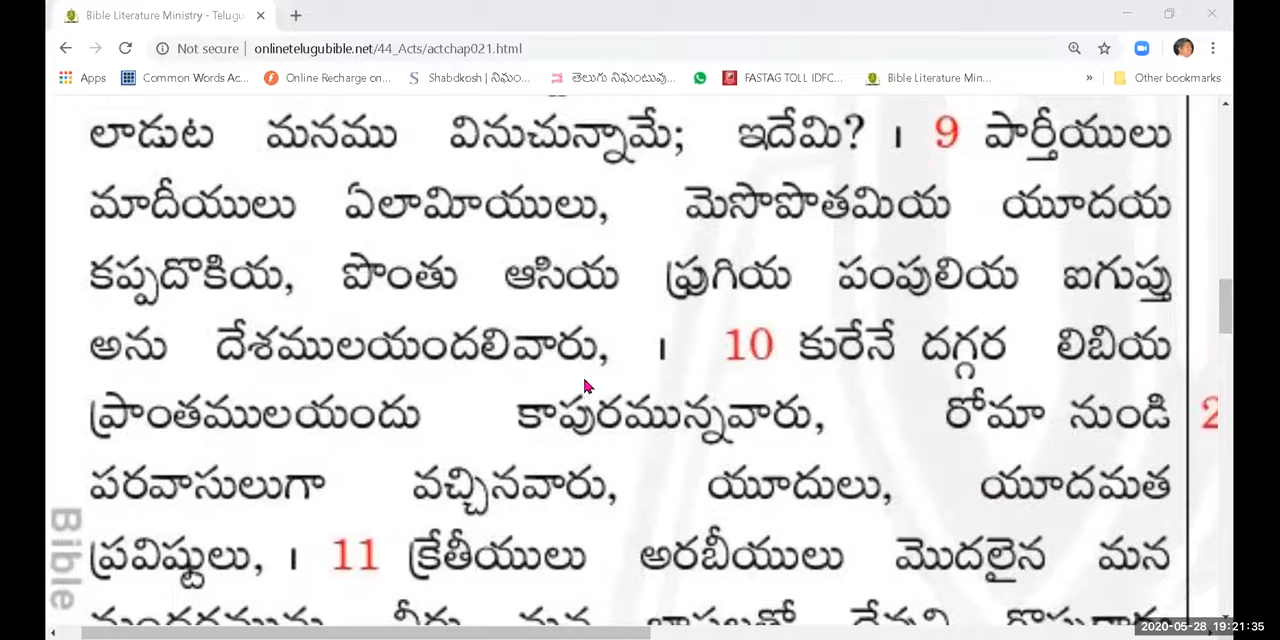 Bible Literature Ministry - Telugu
Not secure | onlinetelugubible.net/44_Acts/actchap021.html
Apps Common Words Ac... Online Recharge on... Shabdkosh | నిఘం... తెలుగు నిఘంటువు... FASTAG TOLL IDFC... Bible Literature Min... » Other bookmarks
లాడుట మనము వినుచున్నామే; ఇదేమి? । 9 పార్తీయులు
మాదీయులు ఏలామీయులు, మెసొపొతమియ యూదయ
కప్పదొకియ, పొంతు ఆసియ ఫ్రుగియ పంపులియ ఐగుప్తు
అను దేశములయందలివారు, । 10 కురేనే దగ్గర లిబియ
ప్రాంతములయందు కాపురమున్నవారు, రోమా నుండి 2
పరవాసులుగా వచ్చినవారు, యూదులు, యూదమత
ప్రవిష్టులు, । 11 క్రేతీయులు అరబీయులు మొదలైన మన
Bible
2020-05-28 19:21:35